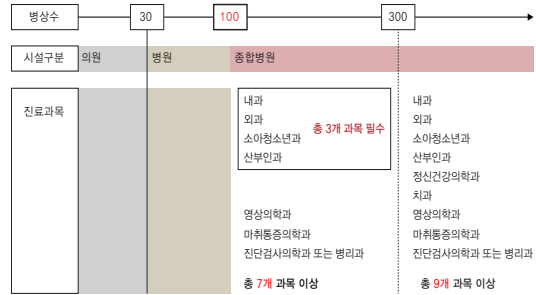 병상수 30 100 300
시설구분 의원 병원 종합병원
진료과목
내과
외과
소아청소년과
산부인과
총 3개 과목 필수
영상의학과
마취통증의학과
진단검사의학과 또는 병리과
총 7개 과목 이상
내과
외과
소아청소년과
산부인과
정신건강의학과
치과
영상의학과
마취통증의학과
진단검사의학과 또는 병리과
총 9개 과목 이상